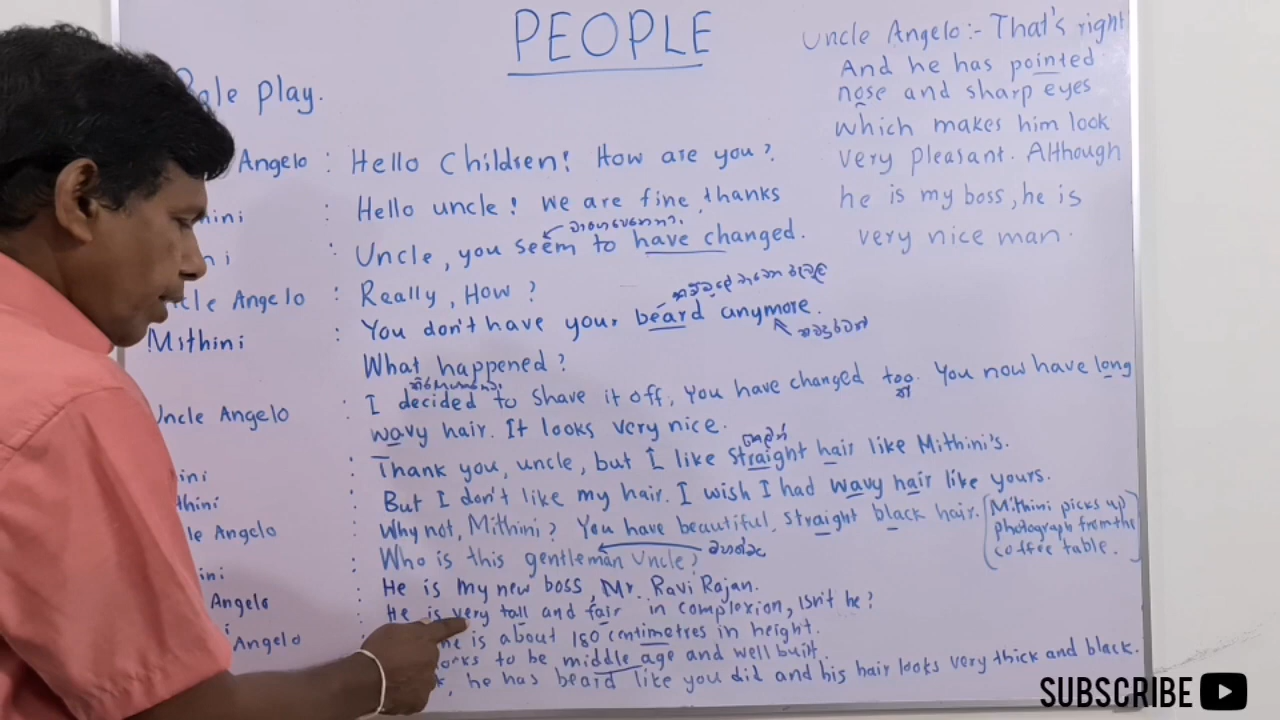 PEOPLE
Role play.
Angelo : Hello Children! How are you?
: Hello uncle! We are fine, thanks
: Uncle, you seem to have changed.
Uncle Angelo : Really, How?
Mithini : You don't have your beard anymore.
What happened?
Uncle Angelo : I decided to shave it off, You have changed too. You now have long
wavy hair. It looks very nice.
: Thank you, uncle, but I like straight hair like Mithini's.
: But I don't like my hair. I wish I had wavy hair like yours.
Angelo : Why not, Mithini? You have beautiful, straight black hair.
[Mithini picks up
photograph from the
coffee table.]
: Who is this gentleman Uncle?
Angelo : He is my new boss, Mr. Ravi Rajan.
: He is very tall and fair in complexion, isn't he?
Angelo he is about 180 centimetres in height.
to be middle age and well built.
, he has beard like you did and his hair looks very thick and black.
Uncle Angelo :- That's right
And he has pointed
nose and sharp eyes
which makes him look
very pleasant. Although
he is my boss, he is
very nice man.
SUBSCRIBE